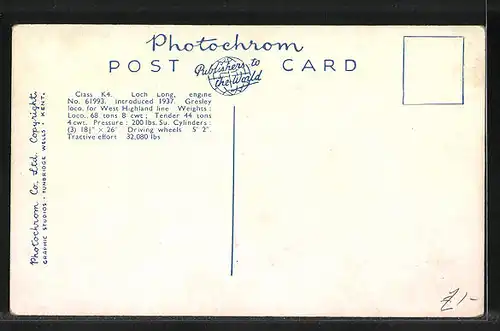 Photochrom
POST CARD
Publishers to
the World
Class K4. Loch Long, engine
No. 61993. introduced 1937. Gresley
loco. for West Highland line Weights :
Loco., 68 tons 8 cwt ; Tender 44 tons
4 cwt. Pressure : 200 lbs. Su. Cylinders :
(3) 18½" × 26" Driving wheels 5' 2".
Tractive effort 32,080 lbs
Photochrom Co. Ltd. Copyright.
GRAPHIC STUDIOS · TUNBRIDGE WELLS · KENT.
£1-